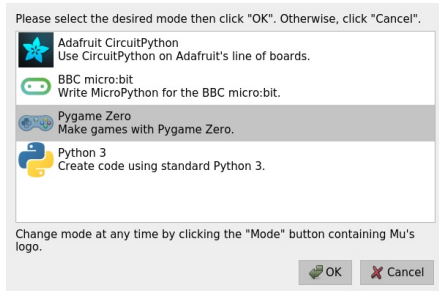 Please select the desired mode then click "OK". Otherwise, click "Cancel".
Adafruit CircuitPython
Use CircuitPython on Adafruit's line of boards.
BBC micro:bit
Write MicroPython for the BBC micro:bit.
Pygame Zero
Make games with Pygame Zero.
Python 3
Create code using standard Python 3.
Change mode at any time by clicking the "Mode" button containing Mu's
logo.
OK Cancel